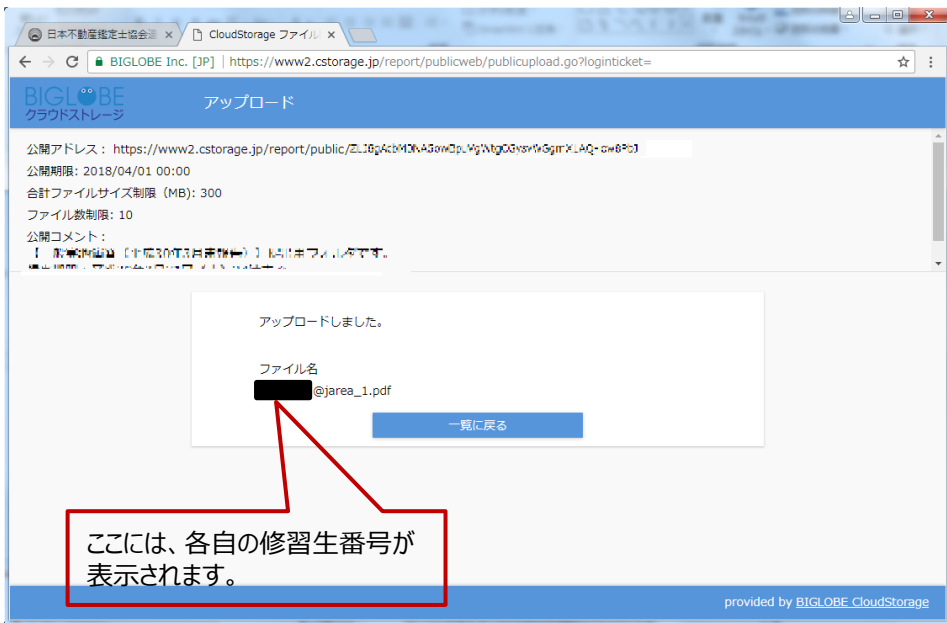 日本不動産鑑定士協会連
CloudStorage ファイル
BIGLOBE Inc. [JP] | https://www2.cstorage.jp/report/publicweb/publicupload.go?loginticket=
BIGLOBE
クラウドストレージ
アップロード
公開アドレス： https://www2.cstorage.jp/report/public/
公開期限: 2018/04/01 00:00
合計ファイルサイズ制限（MB): 300
ファイル数制限: 10
公開コメント：
アップロードしました。
ファイル名
@jarea_1.pdf
一覧に戻る
ここには、各自の修習生番号が
表示されます。
provided by BIGLOBE CloudStorage